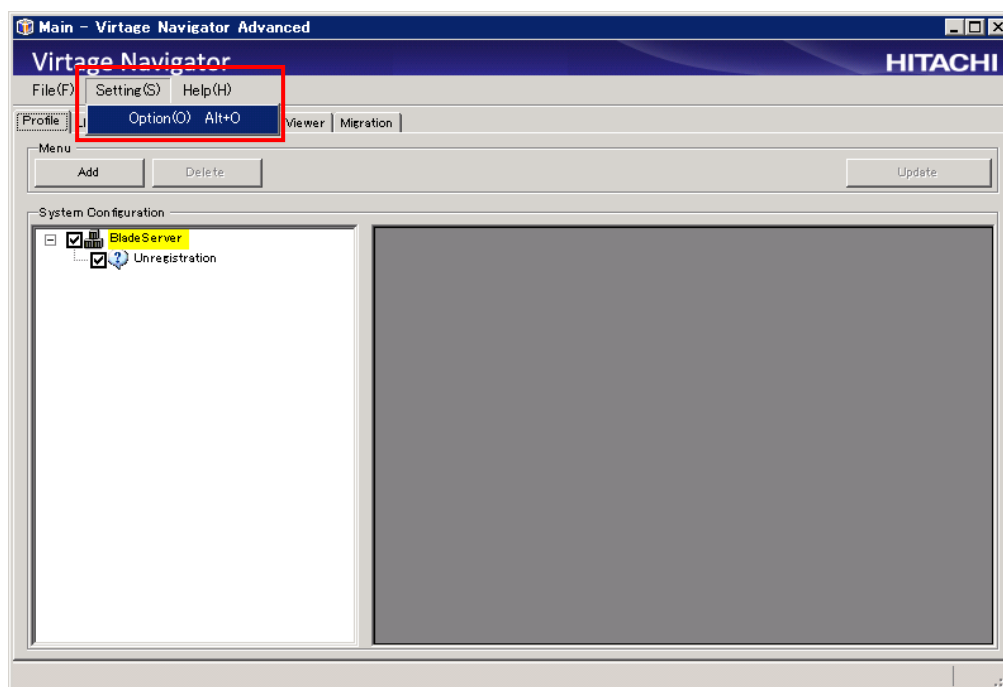 Main - Virtage Navigator Advanced
Virtage Navigator
HITACHI
File(F) Setting(S) Help(H)
Option(O) Alt+O
Profile Viewer Migration
Menu
Add Delete Update
System Configuration
BladeServer
Unregistration